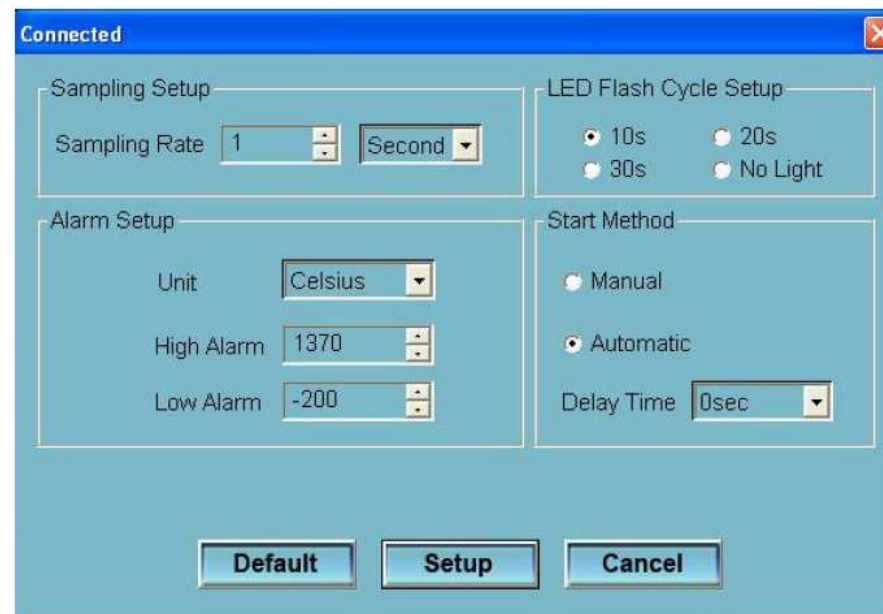 Connected
Sampling Setup
Sampling Rate 1 Second
LED Flash Cycle Setup
10s 20s
30s No Light
Alarm Setup
Unit Celsius
High Alarm 1370
Low Alarm -200
Start Method
Manual
Automatic
Delay Time 0sec
Default Setup Cancel